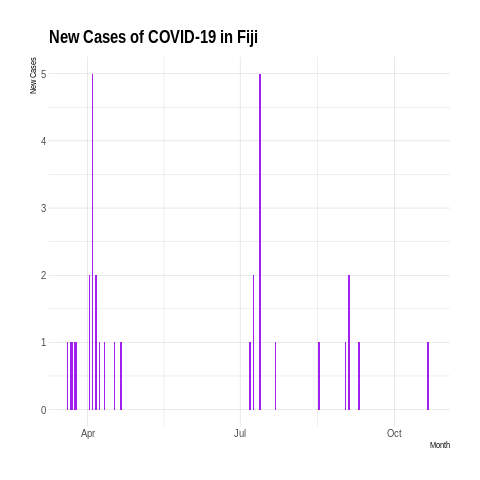 New Cases of COVID-19 in Fiji
New Cases
5
4
3
2
1
0
Apr
Jul
Oct
Month